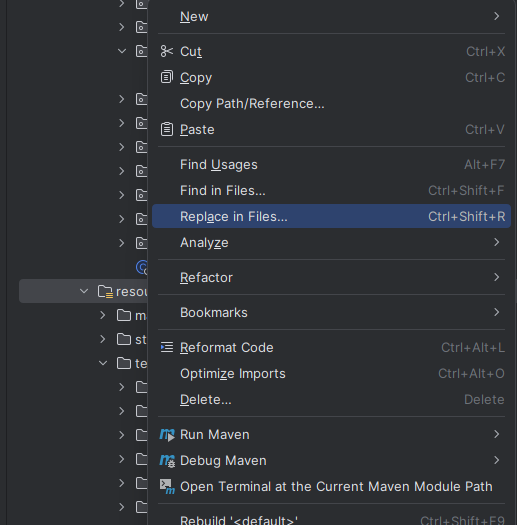 New
Cut Ctrl+X
Copy Ctrl+C
Copy Path/Reference...
Paste Ctrl+V
Find Usages Alt+F7
Find in Files... Ctrl+Shift+F
Replace in Files... Ctrl+Shift+R
Analyze
Refactor
resou
Bookmarks
ma
st
Reformat Code Ctrl+Alt+L
te
Optimize Imports Ctrl+Alt+O
Delete... Delete
Run Maven
Debug Maven
Open Terminal at the Current Maven Module Path
Rebuild '<default>' Ctrl+Shift+F9